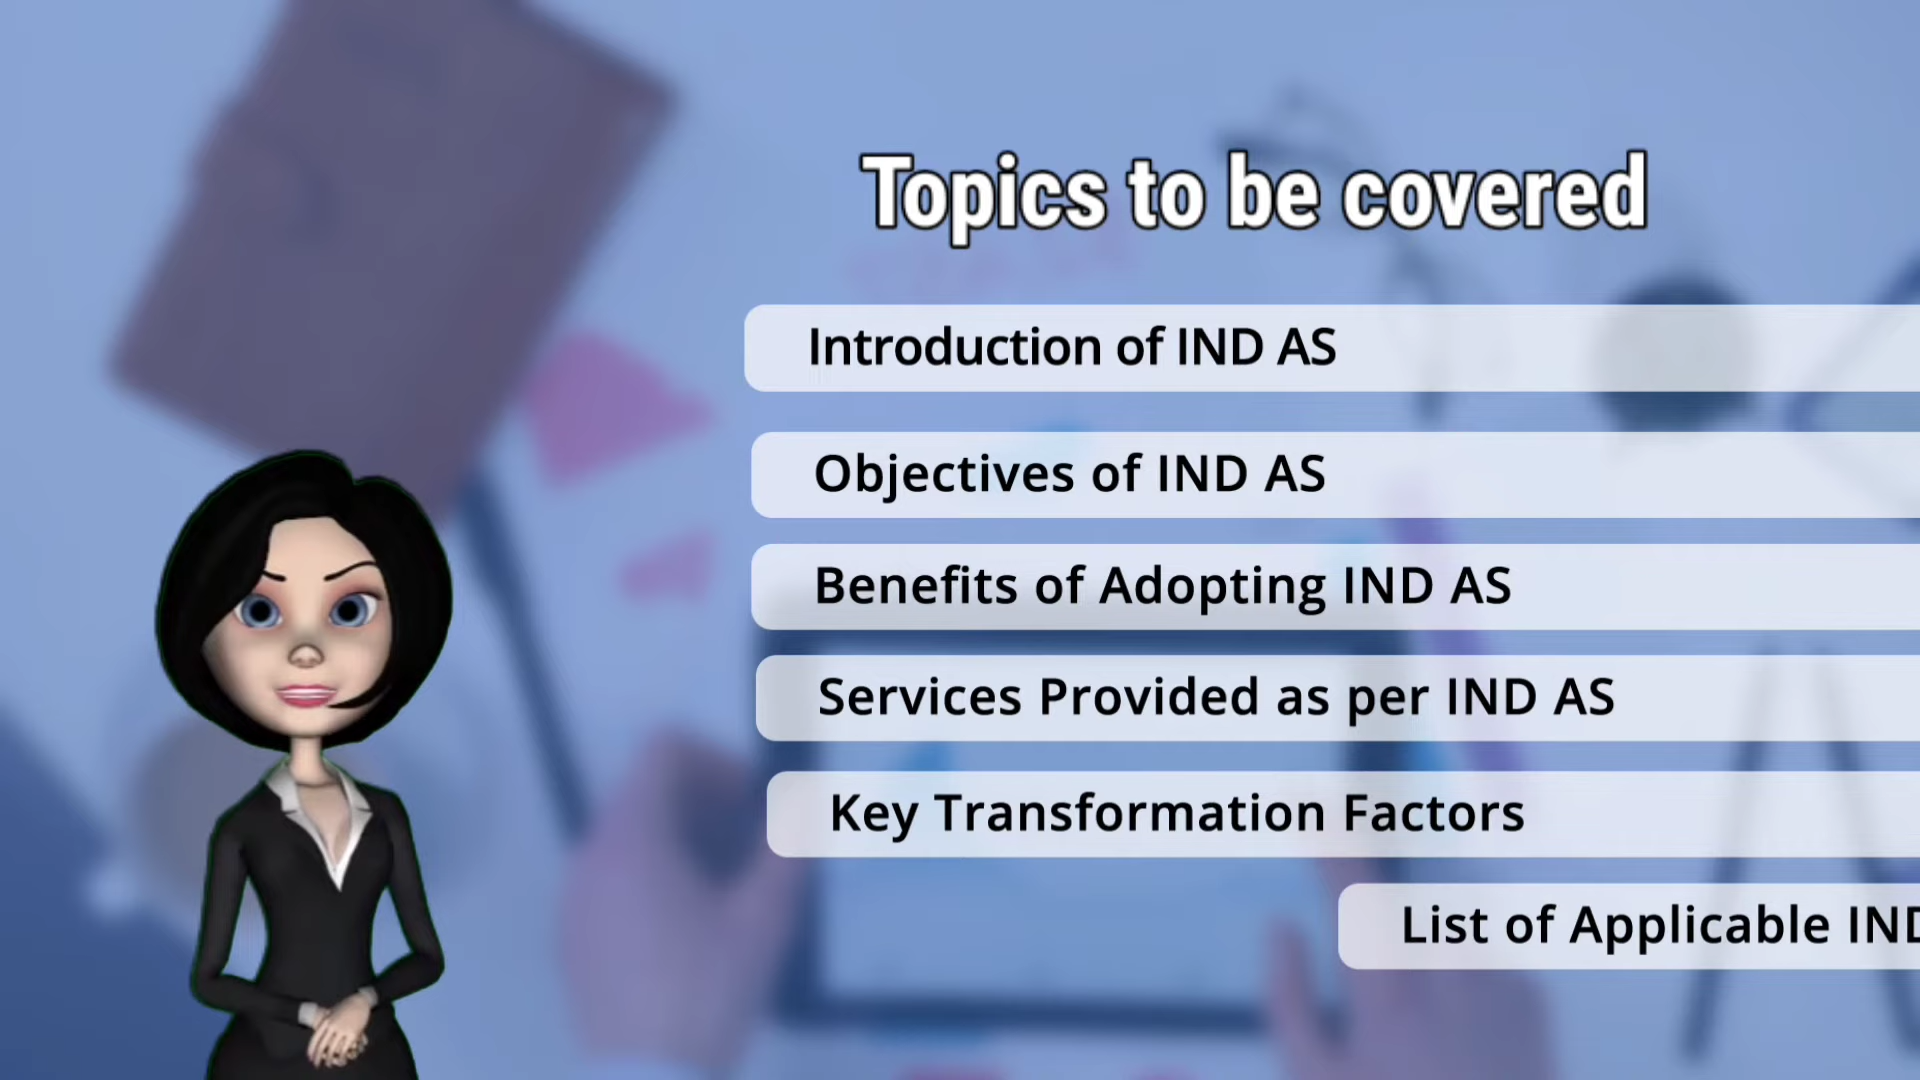 Topics to be covered
Introduction of IND AS
Objectives of IND AS
Benefits of Adopting IND AS
Services Provided as per IND AS
Key Transformation Factors
List of Applicable IND